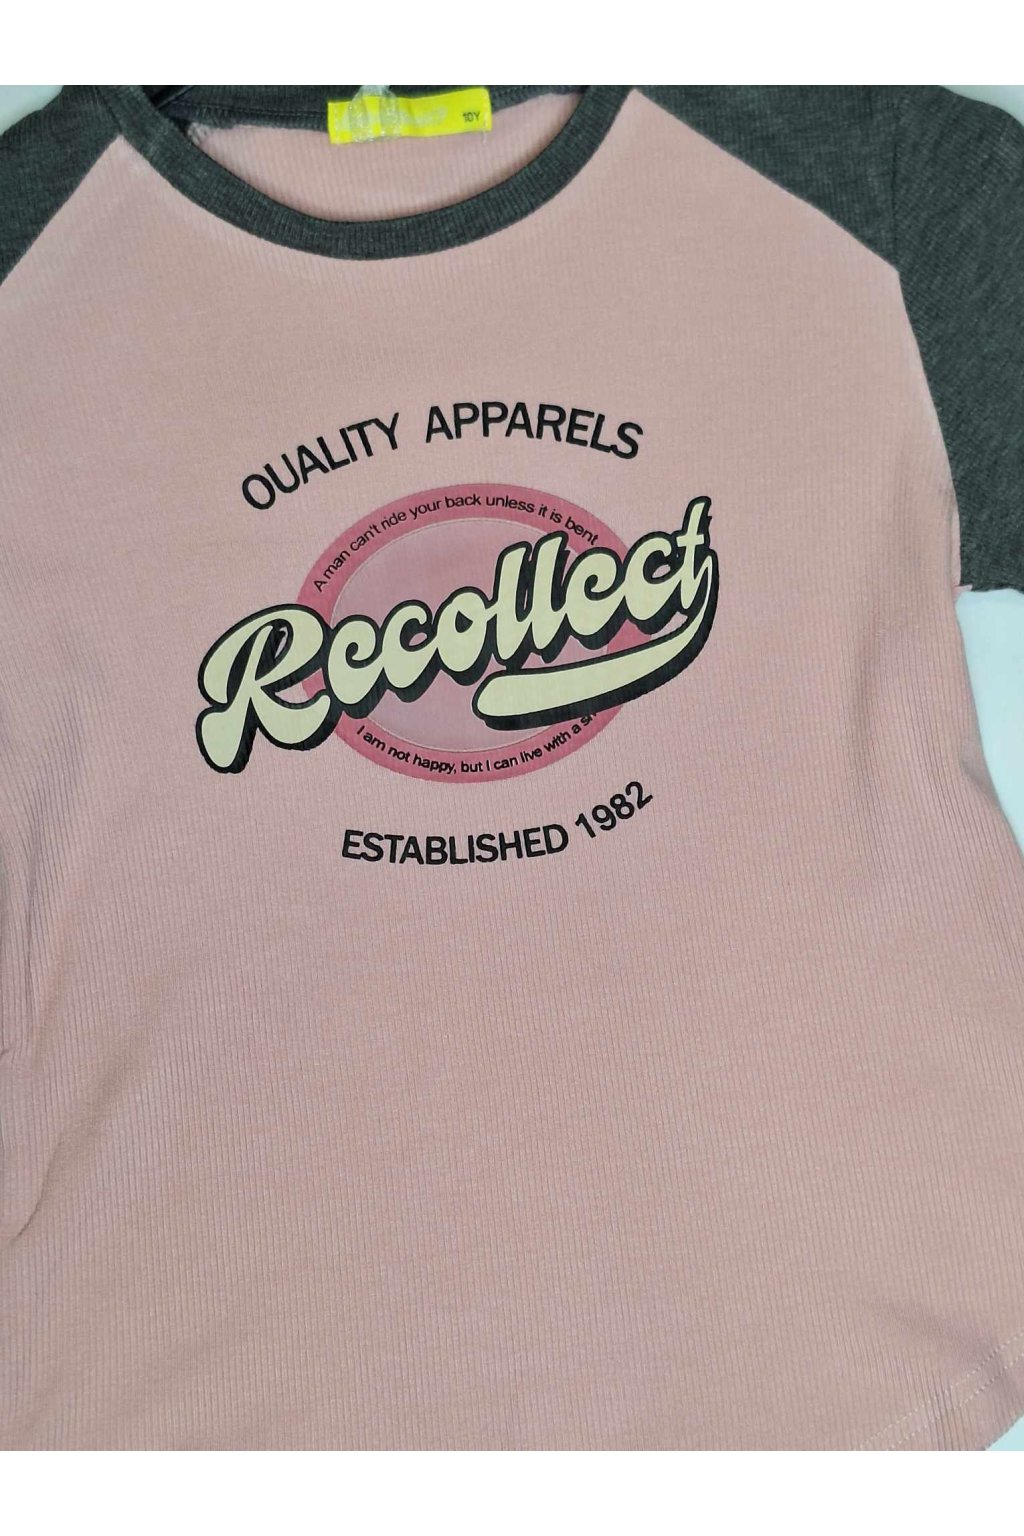 10Y
QUALITY APPARELS
A man can't ride your back unless it is bent
Recollect
I am not happy, but I can live with a
ESTABLISHED 1982